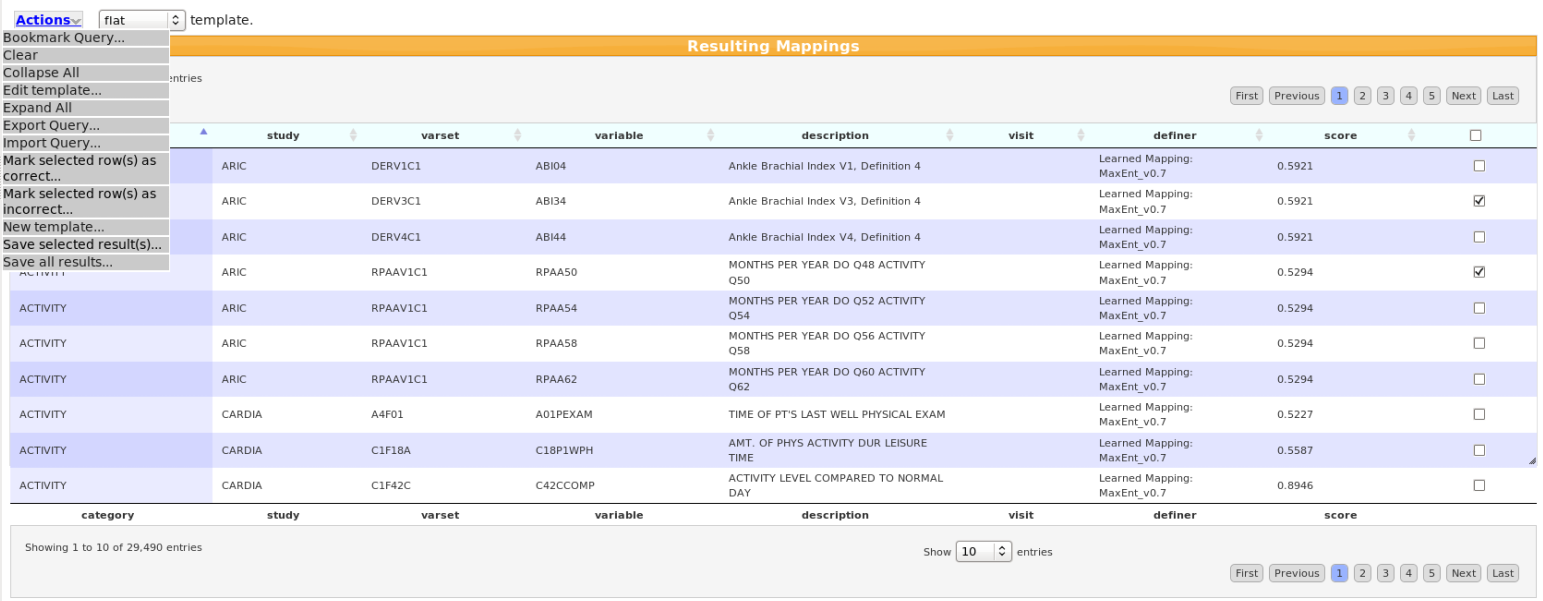 Actions flat template.
Bookmark Query...
Clear
Collapse All
Edit template...
Expand All
Export Query...
Import Query...
Mark selected row(s) as
correct...
Mark selected row(s) as
incorrect...
New template...
Save selected result(s)...
Save all results...
Resulting Mappings
entries
First Previous 1 2 3 4 5 Next Last
study varset variable description visit definer score
ARIC DERV1C1 ABI04 Ankle Brachial Index V1, Definition 4 Learned Mapping: 0.5921
MaxEnt_v0.7
ARIC DERV3C1 ABI34 Ankle Brachial Index V3, Definition 4 Learned Mapping: 0.5921
MaxEnt_v0.7
ARIC DERV4C1 ABI44 Ankle Brachial Index V4, Definition 4 Learned Mapping: 0.5921
MaxEnt_v0.7
ACTIVITY ARIC RPAAV1C1 RPAA50 MONTHS PER YEAR DO Q48 ACTIVITY Learned Mapping: 0.5294
Q50 MaxEnt_v0.7
ACTIVITY ARIC RPAAV1C1 RPAA54 MONTHS PER YEAR DO Q52 ACTIVITY Learned Mapping: 0.5294
Q54 MaxEnt_v0.7
ACTIVITY ARIC RPAAV1C1 RPAA58 MONTHS PER YEAR DO Q56 ACTIVITY Learned Mapping: 0.5294
Q58 MaxEnt_v0.7
ACTIVITY ARIC RPAAV1C1 RPAA62 MONTHS PER YEAR DO Q60 ACTIVITY Learned Mapping: 0.5294
Q62 MaxEnt_v0.7
ACTIVITY CARDIA A4F01 A01PEXAM TIME OF PT'S LAST WELL PHYSICAL EXAM Learned Mapping: 0.5227
MaxEnt_v0.7
ACTIVITY CARDIA C1F18A C18P1WPH AMT. OF PHYS ACTIVITY DUR LEISURE Learned Mapping: 0.5587
TIME MaxEnt_v0.7
ACTIVITY CARDIA C1F42C C42CCOMP ACTIVITY LEVEL COMPARED TO NORMAL Learned Mapping: 0.8946
DAY MaxEnt_v0.7
category study varset variable description visit definer score
Showing 1 to 10 of 29,490 entries Show 10 entries
First Previous 1 2 3 4 5 Next Last